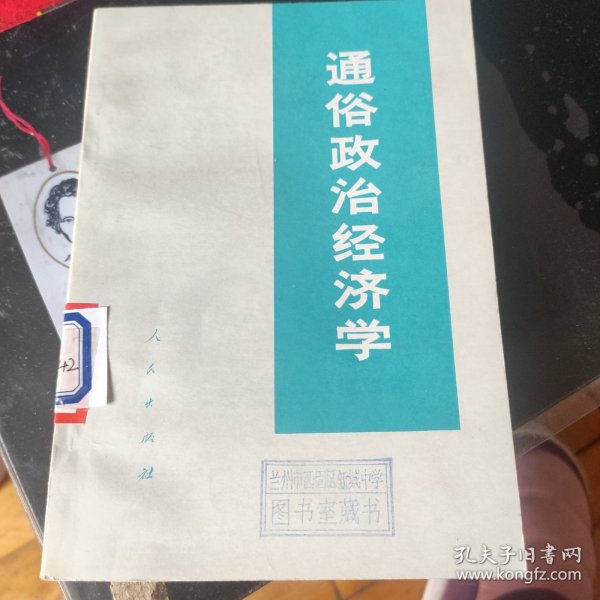 通俗政治经济学
人民出版社
42
兰州市西固区新城中学
图书室藏书
孔夫子旧书网
www.kongfz.com